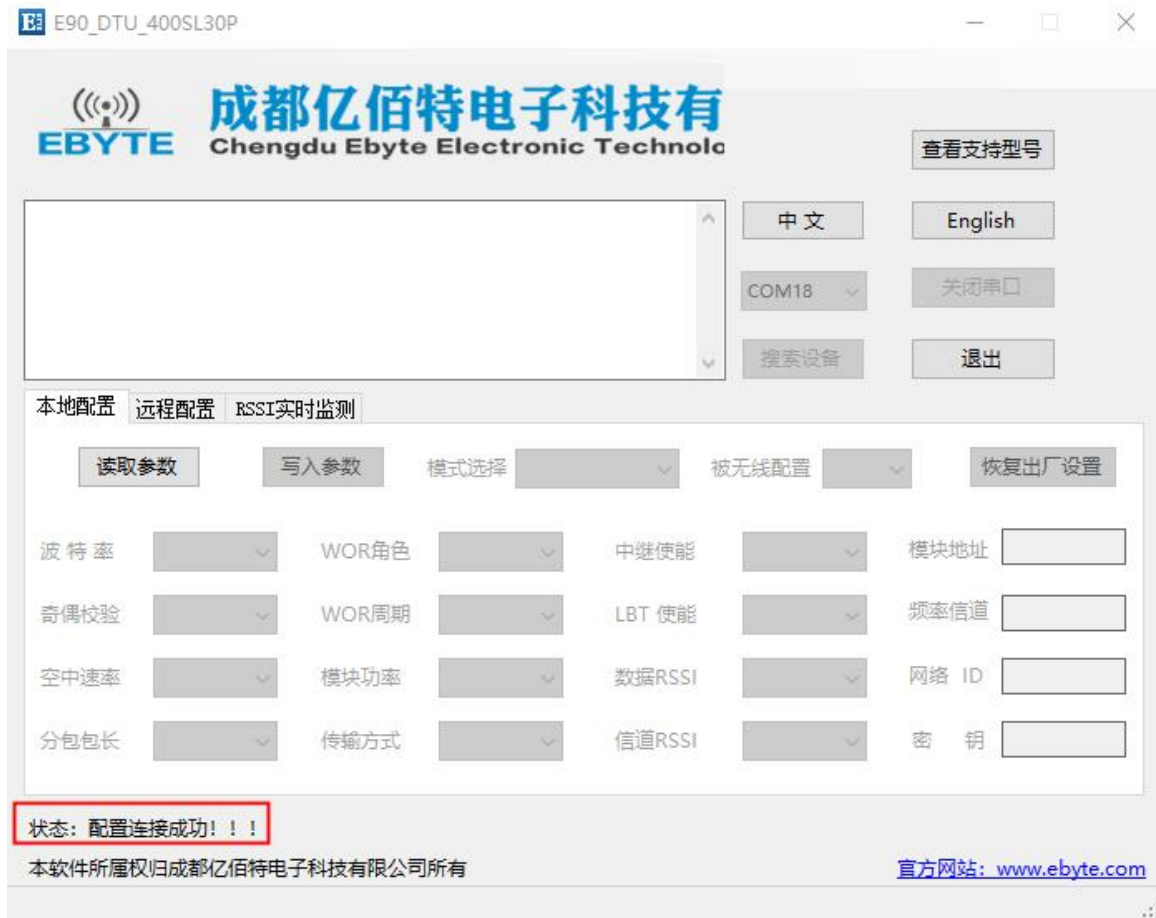 E90_DTU_400SL30P
EBYTE
成都亿佰特电子科技有
Chengdu Ebyte Electronic Technolo
查看支持型号
中 文
English
COM18
关闭串口
搜索设备
退出
本地配置 远程配置 RSSI实时监测
读取参数 写入参数 模式选择 被无线配置 恢复出厂设置
波 特 率 WOR角色 中继使能 模块地址
奇偶校验 WOR周期 LBT 使能 频率信道
空中速率 模块功率 数据RSSI 网络 ID
分包包长 传输方式 信道RSSI 密 钥
状态：配置连接成功！！！
本软件所属权归成都亿佰特电子科技有限公司所有 官方网站：www.ebyte.com